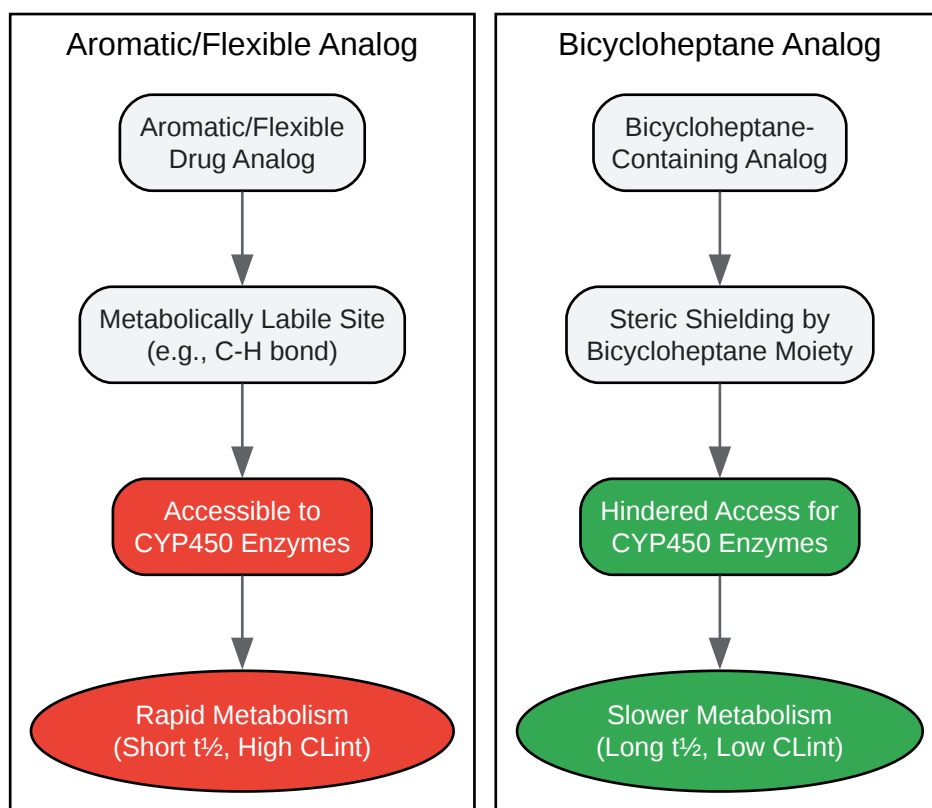 Aromatic/Flexible Analog
Aromatic/Flexible
Drug Analog
Metabolically Labile Site
(e.g., C-H bond)
Accessible to
CYP450 Enzymes
Rapid Metabolism
(Short t½, High CLint)
Bicycloheptane Analog
Bicycloheptane-
Containing Analog
Steric Shielding by
Bicycloheptane Moiety
Hindered Access for
CYP450 Enzymes
Slower Metabolism
(Long t½, Low CLint)